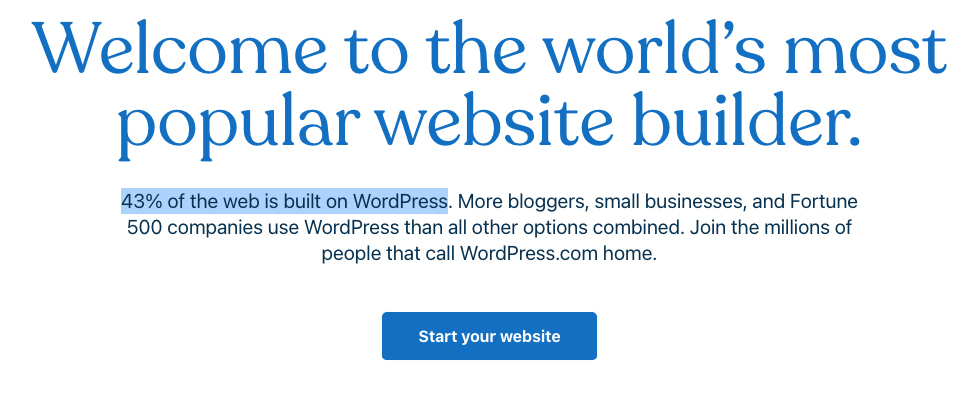 Welcome to the world’s most
popular website builder.
43% of the web is built on WordPress. More bloggers, small businesses, and Fortune
500 companies use WordPress than all other options combined. Join the millions of
people that call WordPress.com home.
Start your website